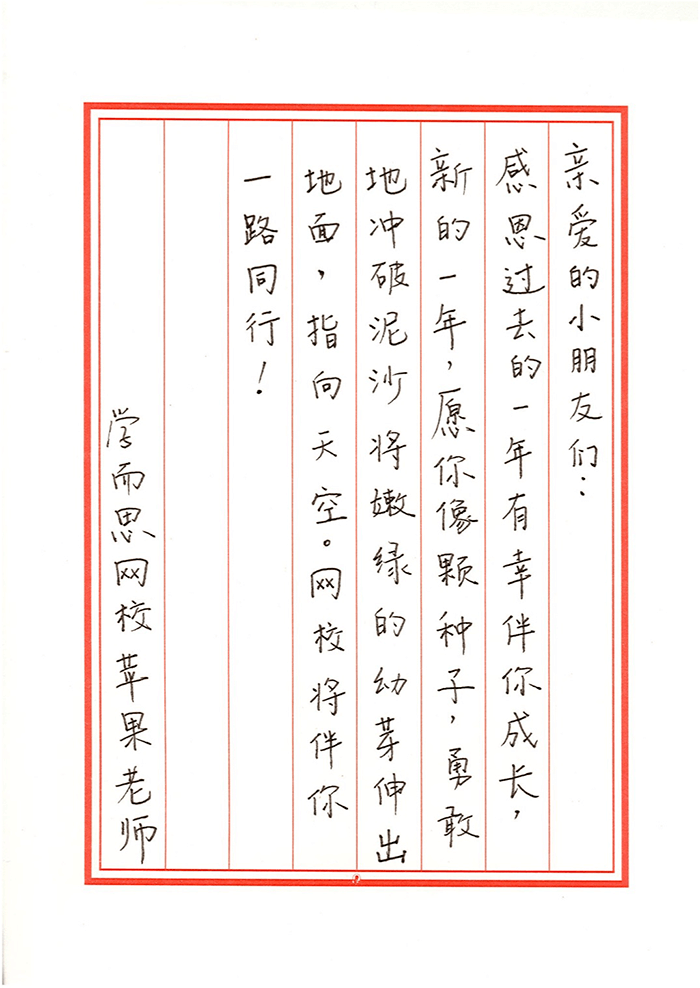 亲爱的小朋友们：
感恩过去的一年有幸伴你成长，
新的一年，愿你像颗种子，勇敢
地冲破泥沙将嫩绿的幼芽伸出
地面，指向天空。网校将伴你
一路同行！
学而思网校苹果老师